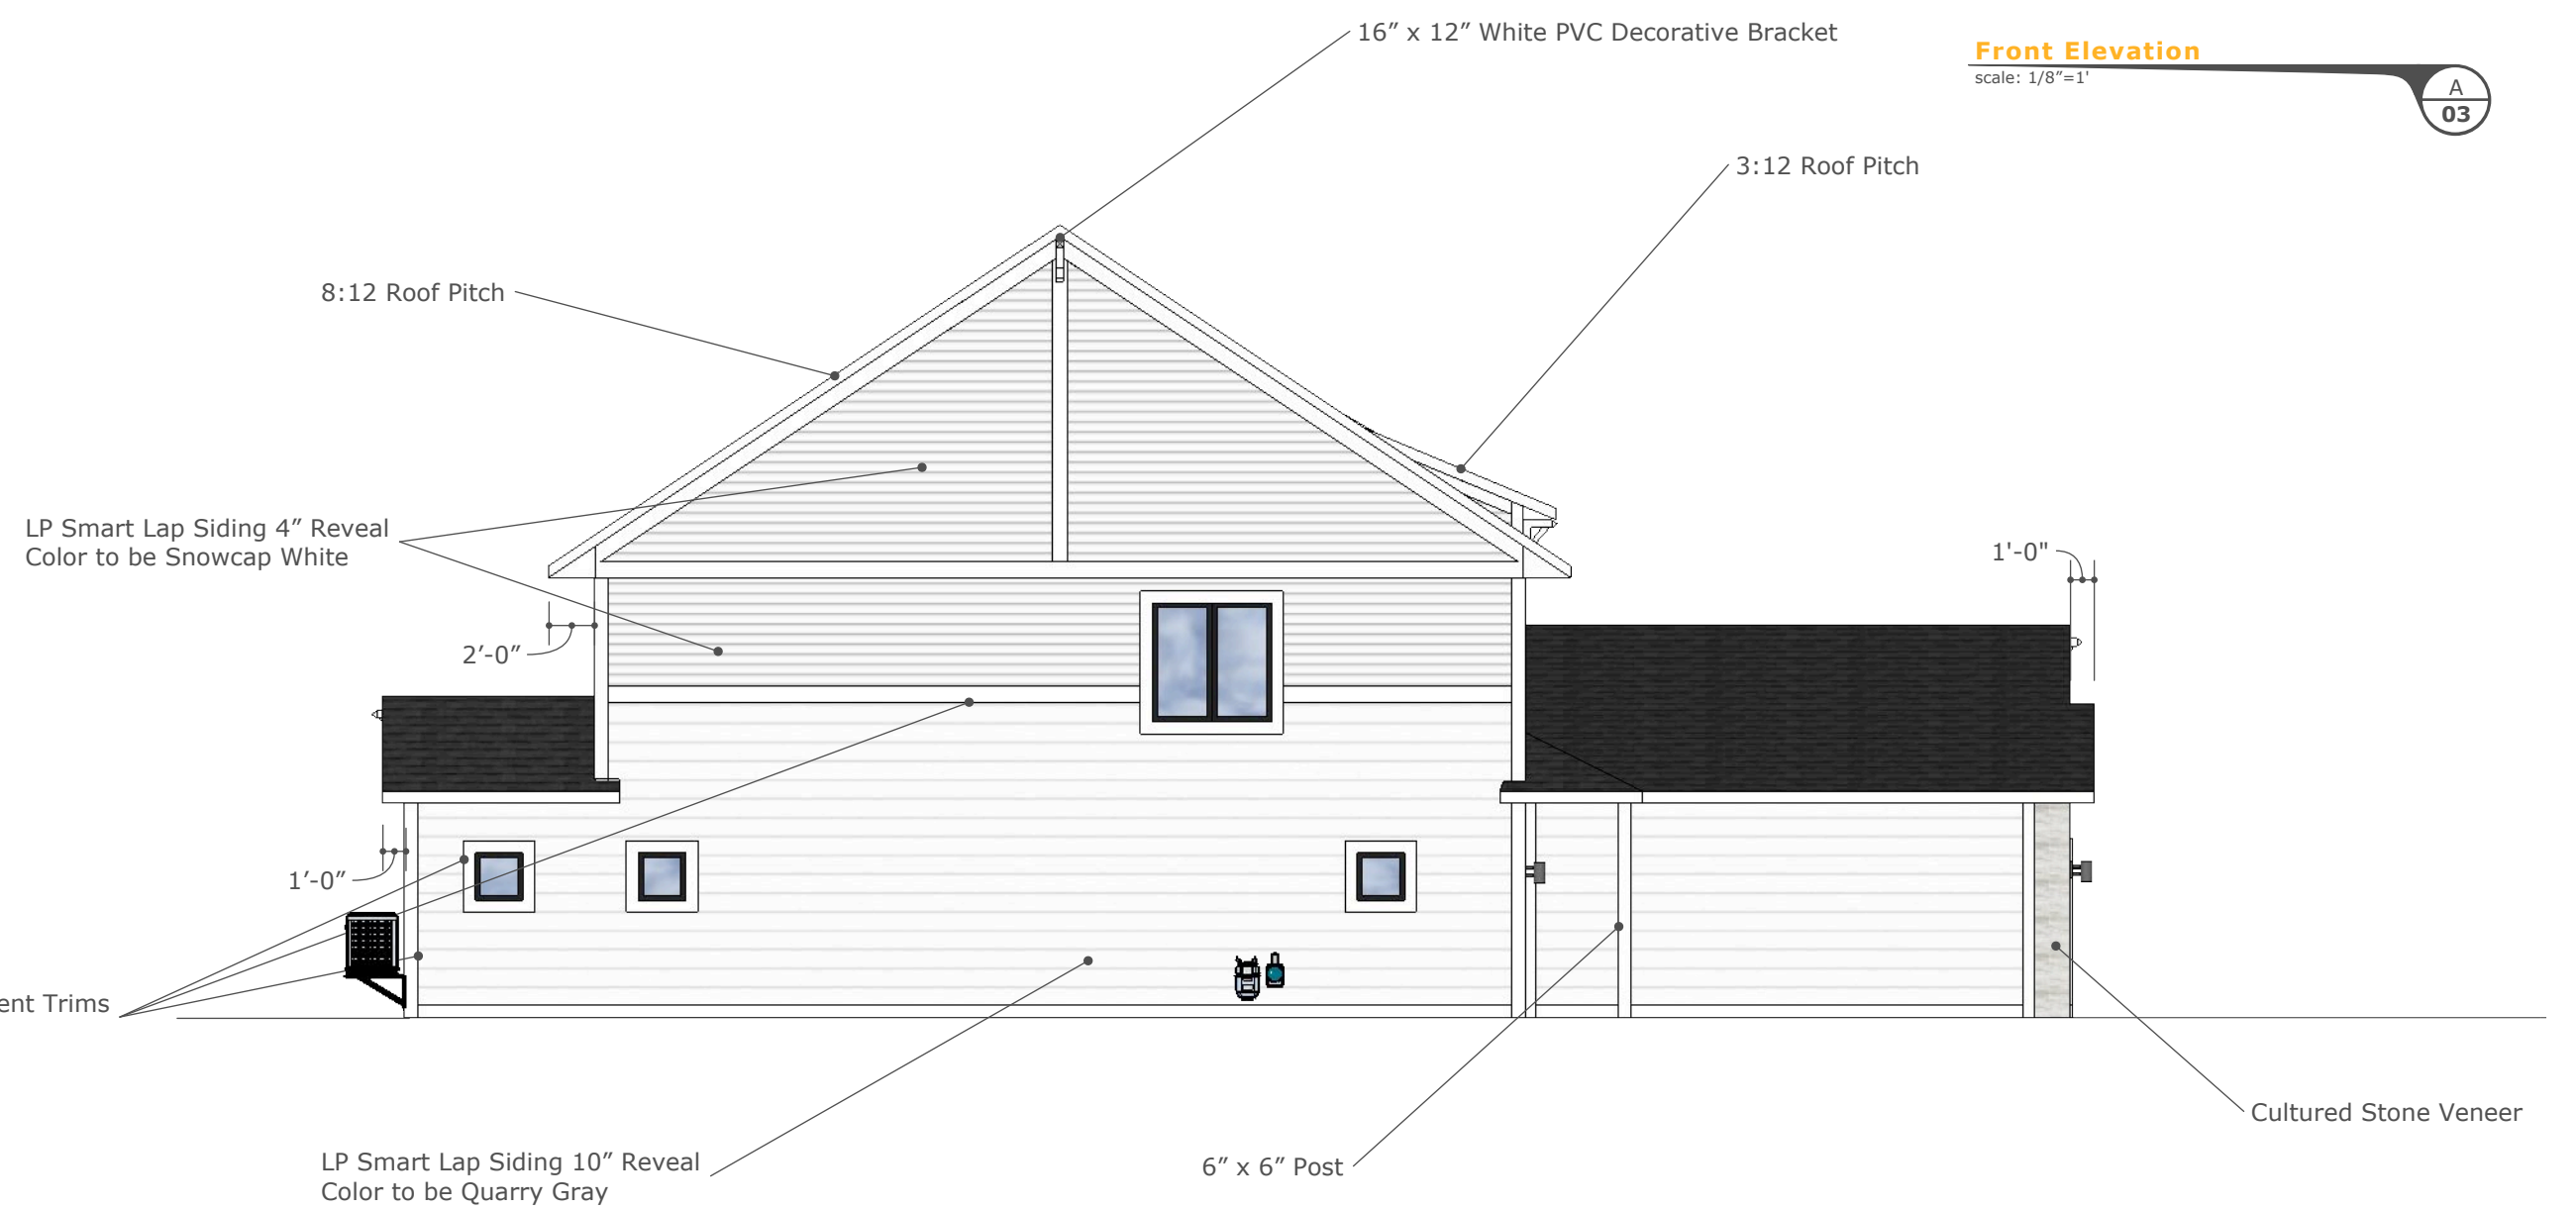 16” x 12” White PVC Decorative Bracket
Front Elevation
scale: 1/8”=1'
A
03
3:12 Roof Pitch
8:12 Roof Pitch
LP Smart Lap Siding 4” Reveal
Color to be Snowcap White
1'-0"
2’-0”
1’-0”
Trims
Cultured Stone Veneer
LP Smart Lap Siding 10” Reveal
Color to be Quarry Gray
6” x 6” Post